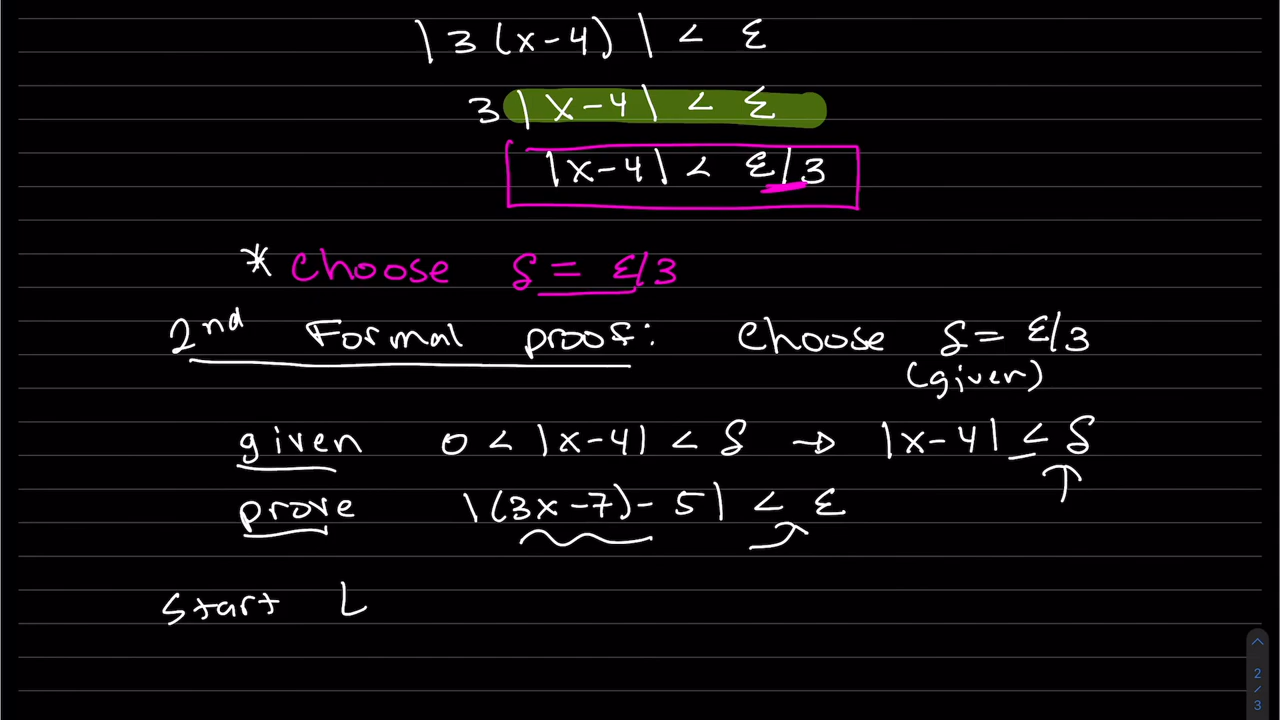 |3(x-4)| < ε
3|x-4| < ε
|x-4| < ε/3
* Choose δ = ε/3
2nd Formal proof: Choose δ = ε/3
(given)
given 0 < |x-4| < δ → |x-4| < δ
prove |(3x-7)-5| < ε
Start L
2/3